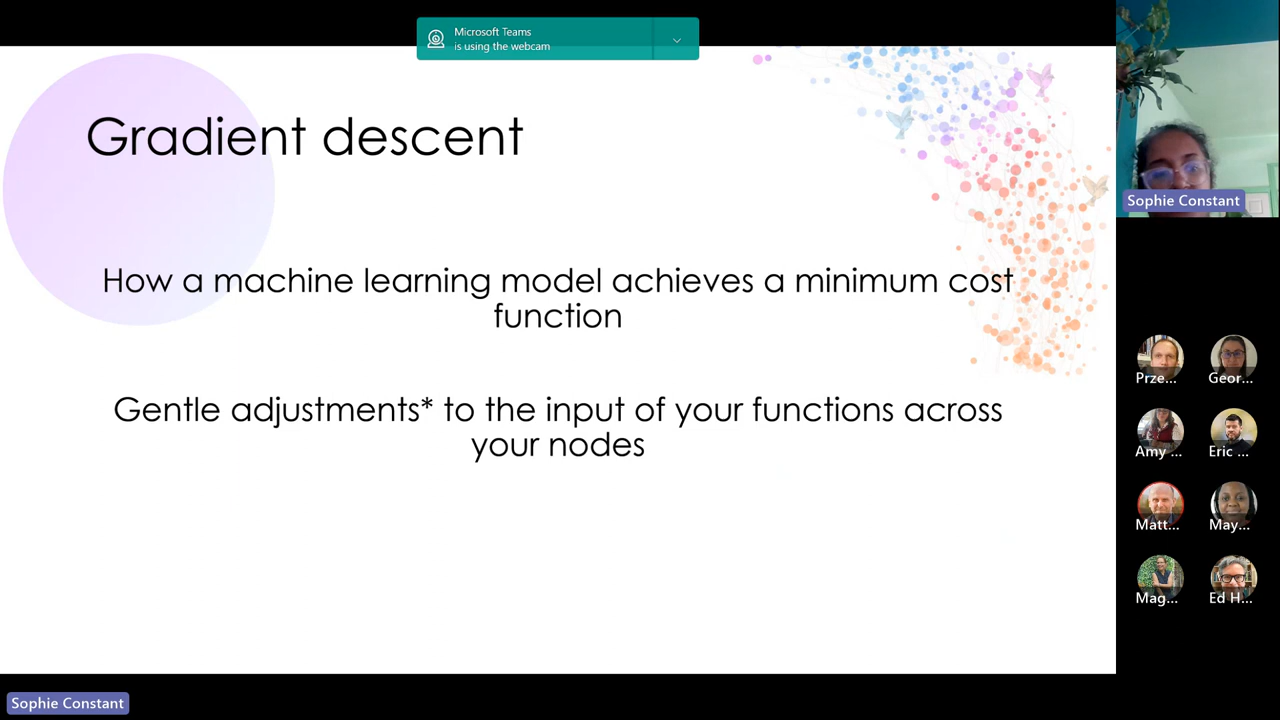 Microsoft Teams
is using the webcam
Gradient descent
How a machine learning model achieves a minimum cost
function
Gentle adjustments* to the input of your functions across
your nodes
Sophie Constant
Prze...
Geor...
Amy ...
Eric ...
Matt...
May...
Mag...
Ed H...
Sophie Constant